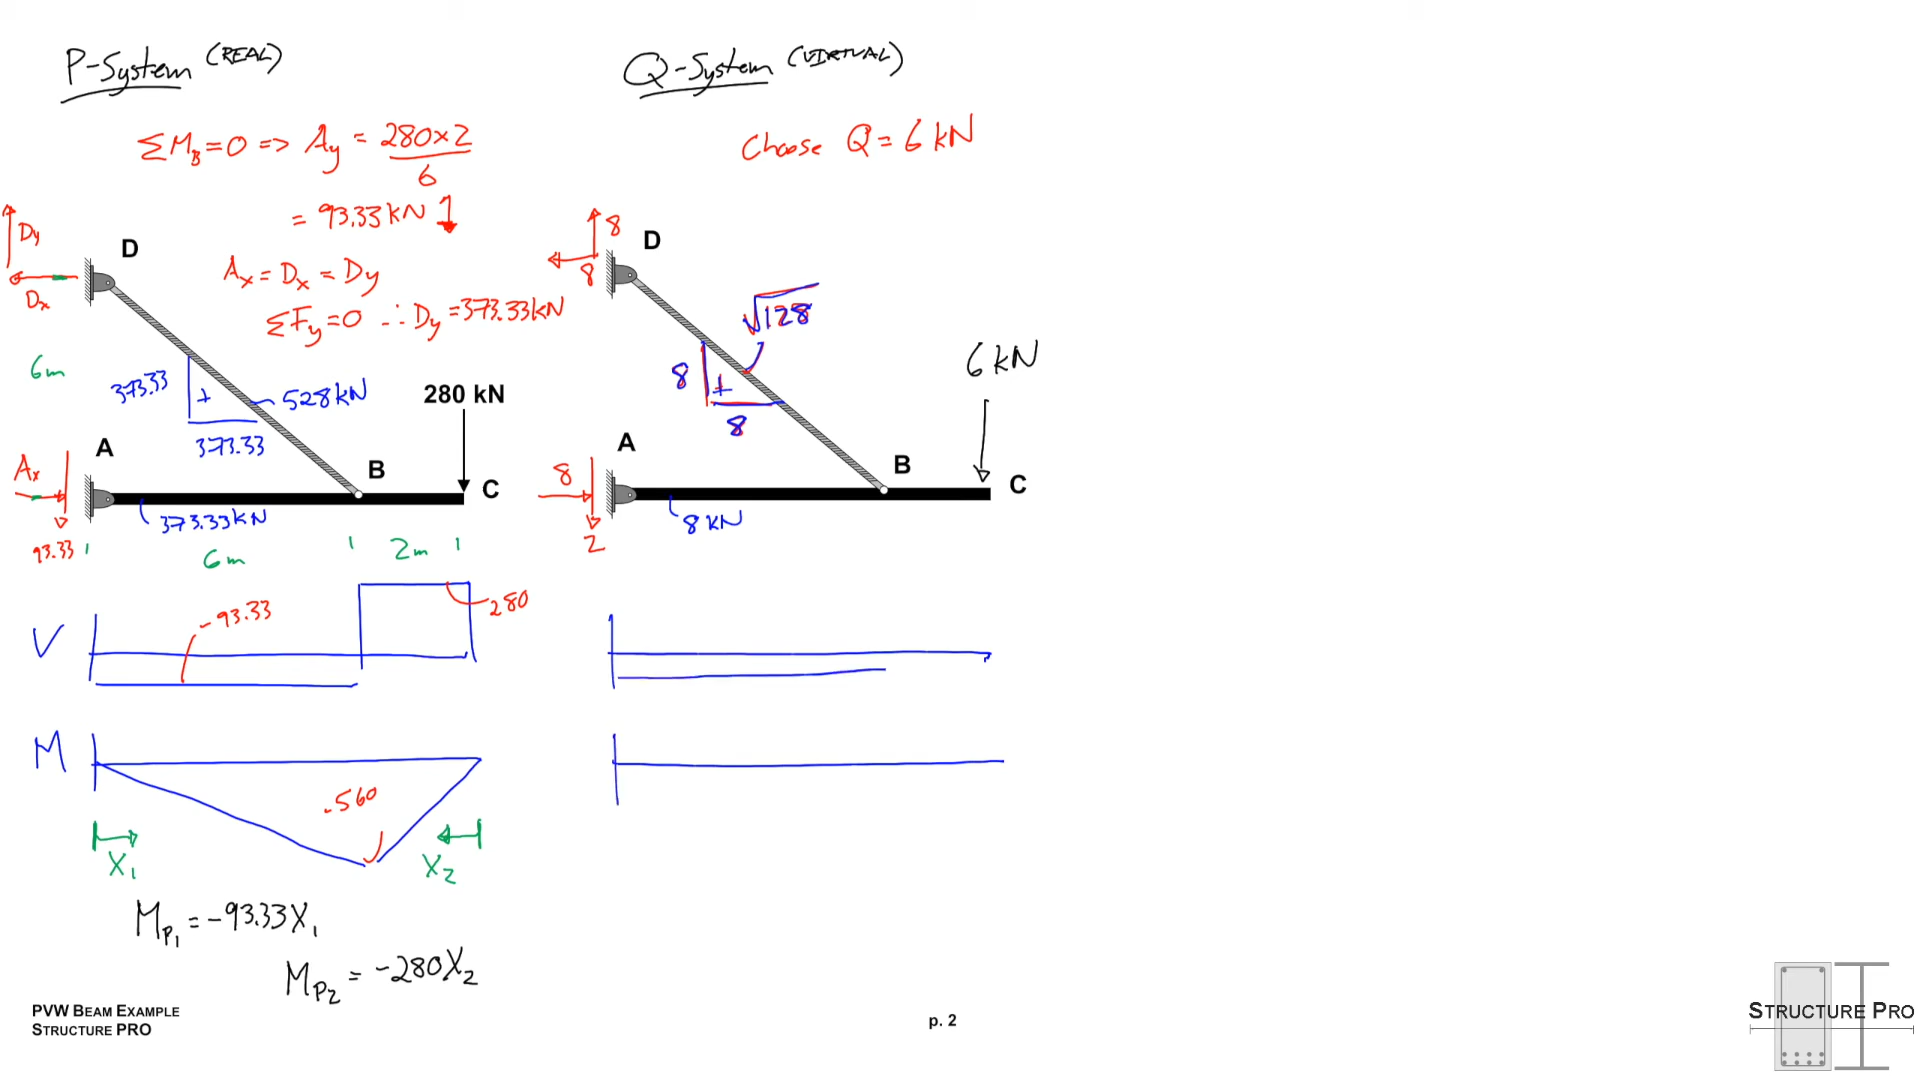 P-System (REAL)
ΣM_B = 0 => A_y = 280x2 / 6
= 93.33 kN ↓
D_y
D
D_x
A_x = D_x = D_y
ΣF_y = 0 ∴ D_y = 373.33 kN
6m
373.33
+
528 kN
373.33
280 kN
A
A_x
B
C
373.33 kN
93.33
6m
2m
V
-93.33
280
M
-560
X_1
X_2
M_P1 = -93.33X_1
M_P2 = -280X_2
Q-System (VIRTUAL)
Choose Q = 6 kN
8
D
8
√128
8
+
8
6 kN
A
8
B
C
8 kN
2
PVW BEAM EXAMPLE
STRUCTURE PRO
p. 2
STRUCTURE PRO